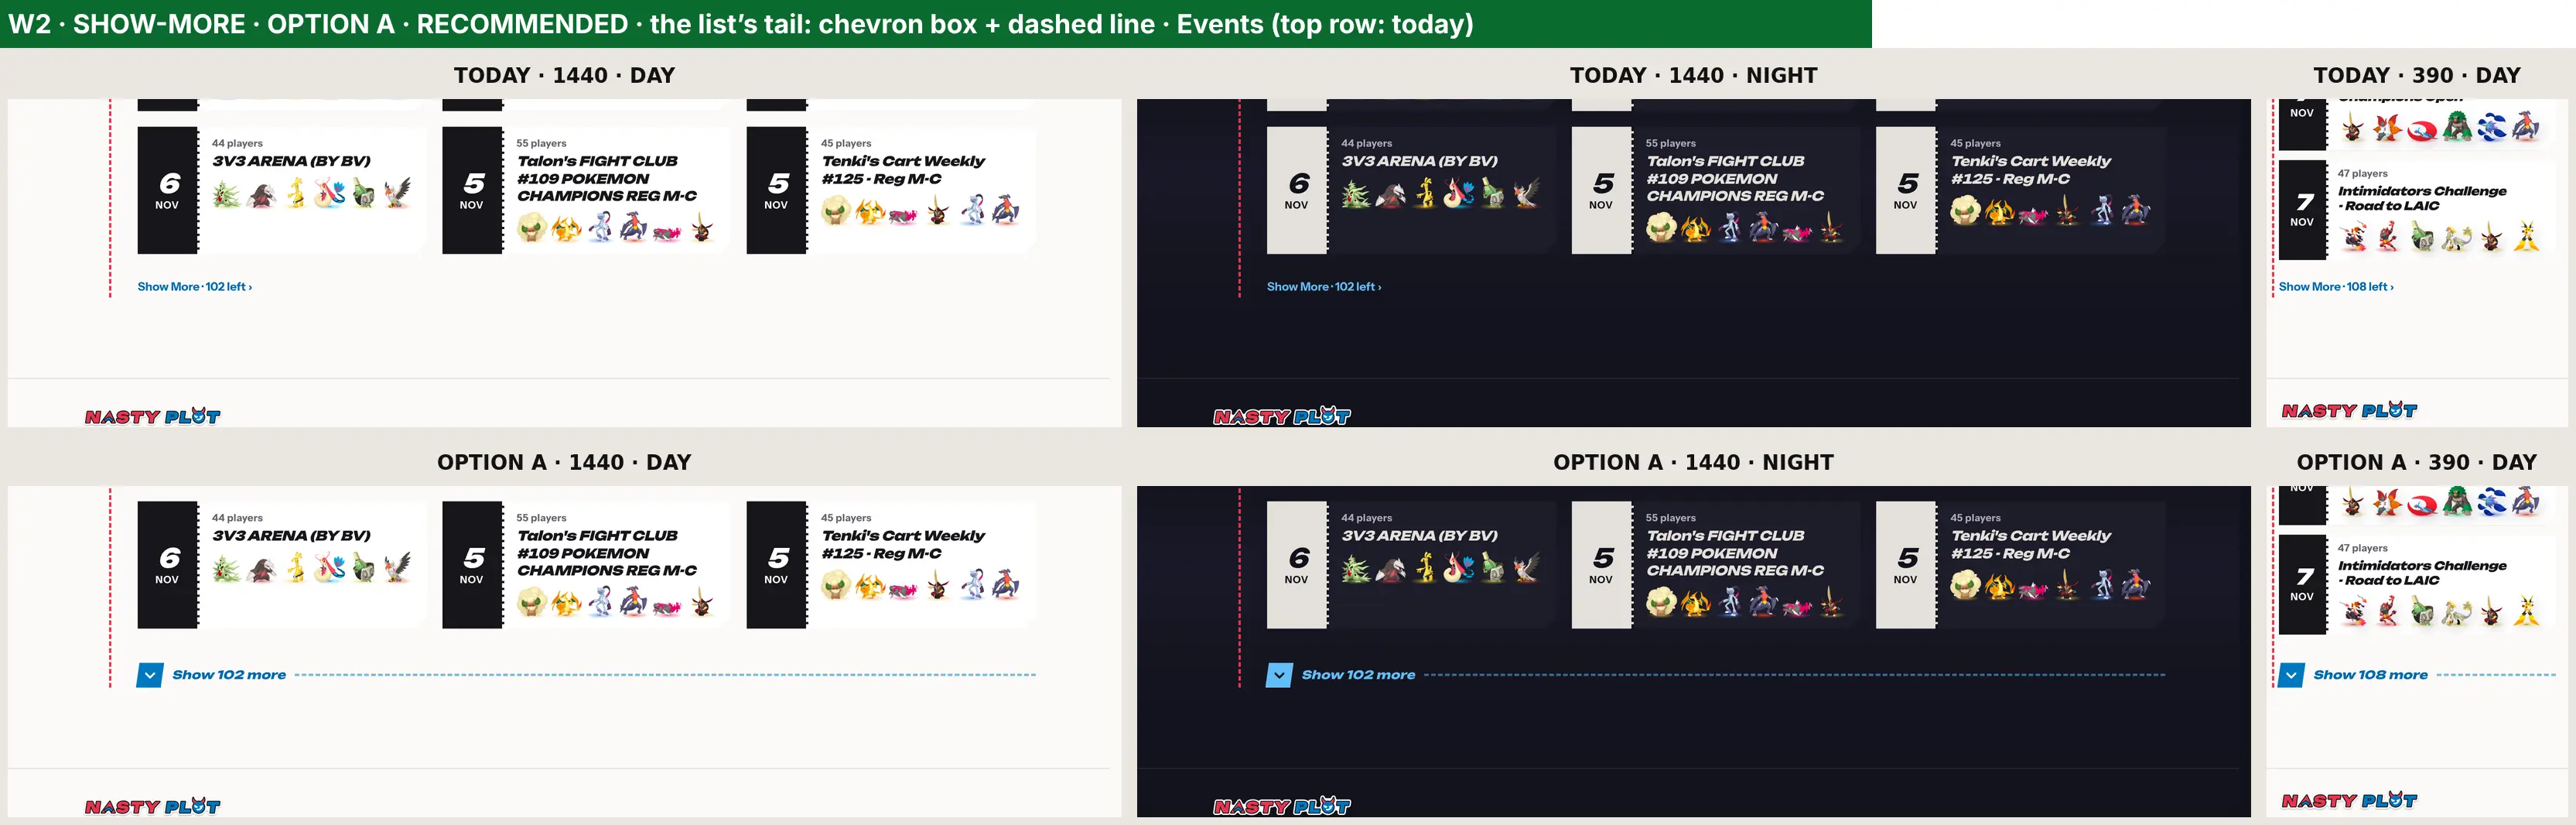 W2 · SHOW-MORE · OPTION A · RECOMMENDED · the list’s tail: chevron box + dashed line · Events (top row: today)
TODAY · 1440 · DAY
6
NOV
44 players
3V3 ARENA (BY BV)
5
NOV
55 players
Talon's FIGHT CLUB
#109 POKEMON
CHAMPIONS REG M-C
5
NOV
45 players
Tenki's Cart Weekly
#125 - Reg M-C
Show More · 102 left ›
NASTY PLOT
TODAY · 1440 · NIGHT
6
NOV
44 players
3V3 ARENA (BY BV)
5
NOV
55 players
Talon's FIGHT CLUB
#109 POKEMON
CHAMPIONS REG M-C
5
NOV
45 players
Tenki's Cart Weekly
#125 - Reg M-C
Show More · 102 left ›
NASTY PLOT
TODAY · 390 · DAY
Champions Open
NOV
7
NOV
47 players
Intimidators Challenge
- Road to LAIC
Show More · 108 left ›
NASTY PLOT
OPTION A · 1440 · DAY
6
NOV
44 players
3V3 ARENA (BY BV)
5
NOV
55 players
Talon's FIGHT CLUB
#109 POKEMON
CHAMPIONS REG M-C
5
NOV
45 players
Tenki's Cart Weekly
#125 - Reg M-C
Show 102 more
NASTY PLOT
OPTION A · 1440 · NIGHT
6
NOV
44 players
3V3 ARENA (BY BV)
5
NOV
55 players
Talon's FIGHT CLUB
#109 POKEMON
CHAMPIONS REG M-C
5
NOV
45 players
Tenki's Cart Weekly
#125 - Reg M-C
Show 102 more
NASTY PLOT
OPTION A · 390 · DAY
NOV
7
NOV
47 players
Intimidators Challenge
- Road to LAIC
Show 108 more
NASTY PLOT